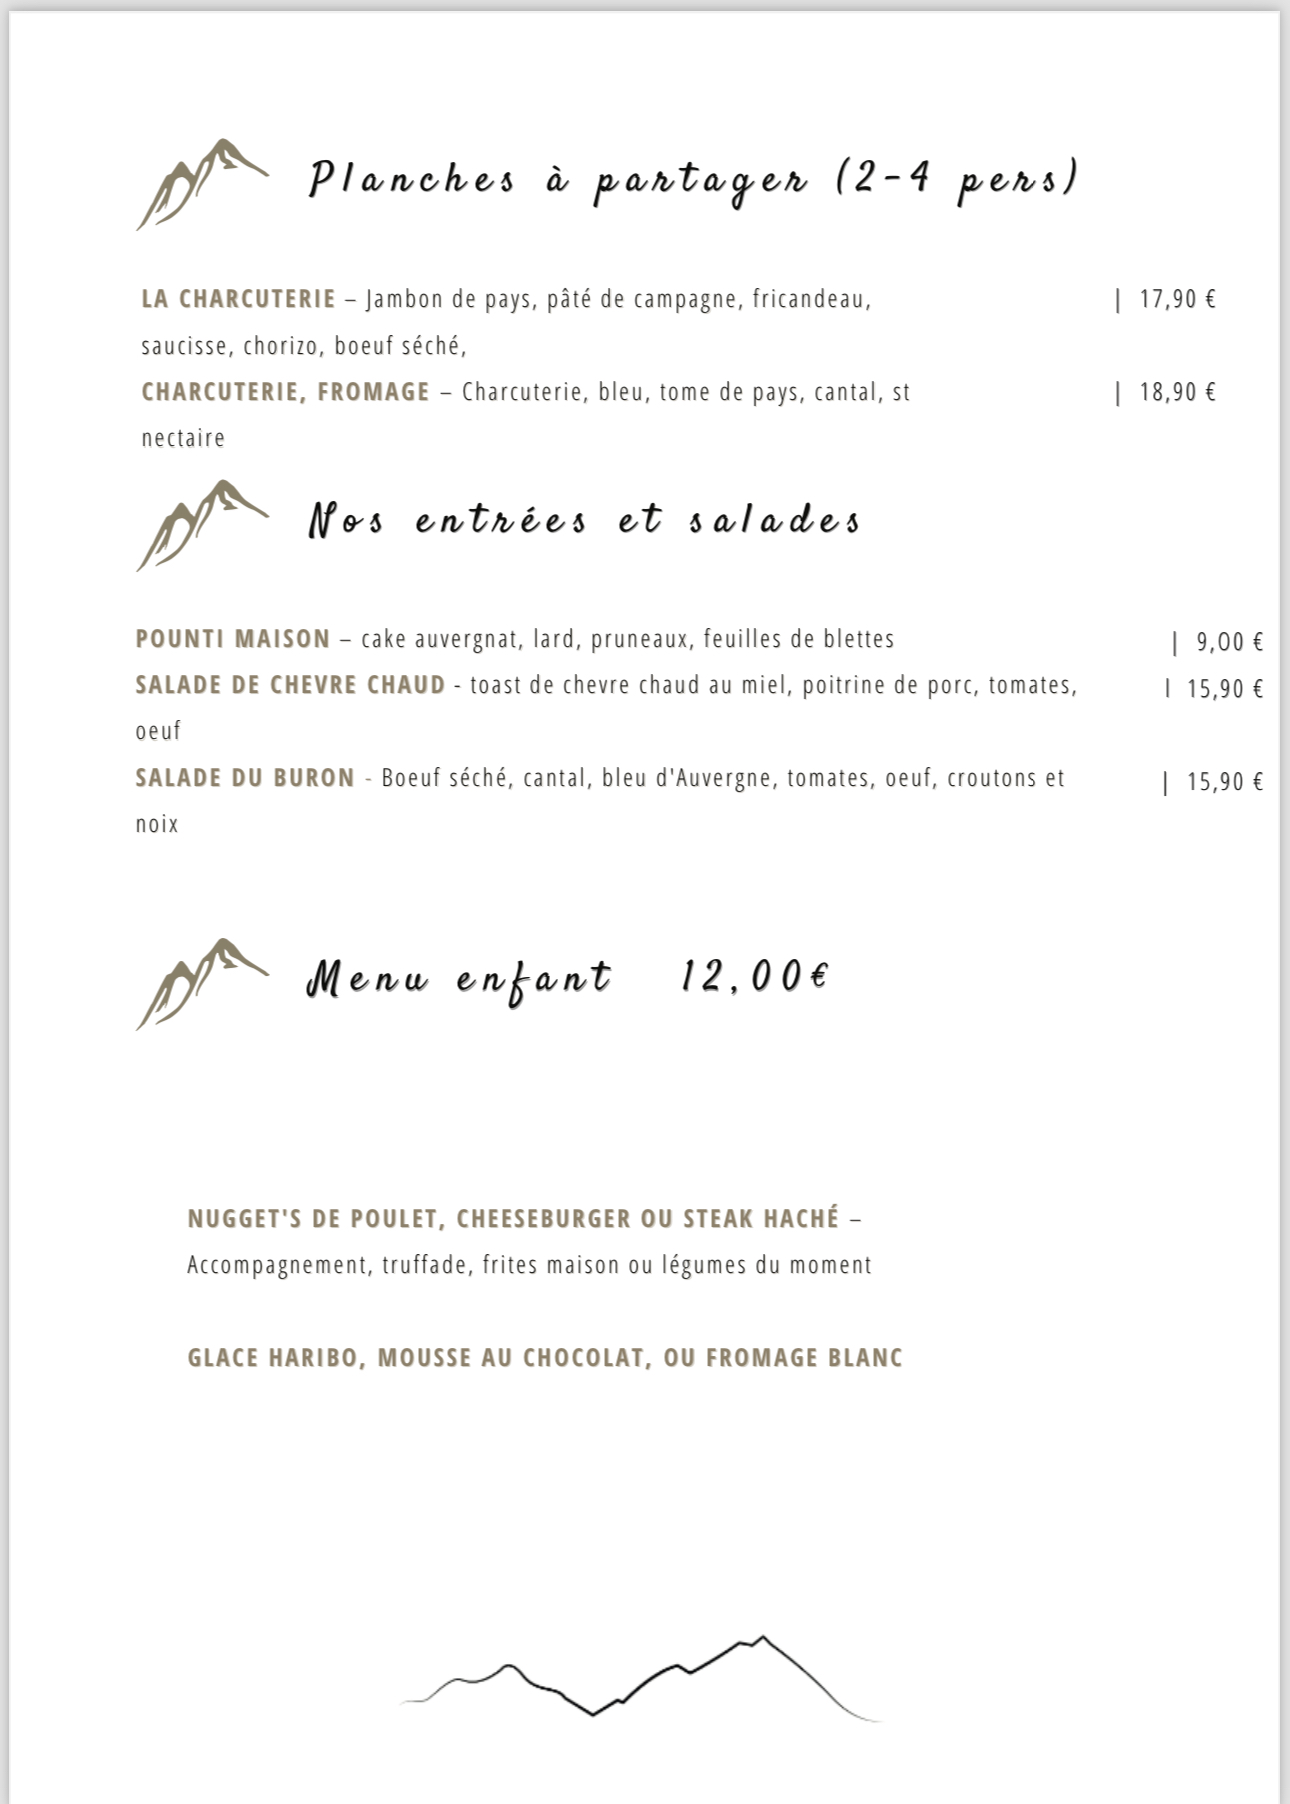 Planches à partager (2-4 pers)
LA CHARCUTERIE – Jambon de pays, pâté de campagne, fricandeau, | 17,90 €
saucisse, chorizo, boeuf séché,
CHARCUTERIE, FROMAGE – Charcuterie, bleu, tome de pays, cantal, st | 18,90 €
nectaire
Nos entrées et salades
POUNTI MAISON – cake auvergnat, lard, pruneaux, feuilles de blettes | 9,00 €
SALADE DE CHEVRE CHAUD - toast de chevre chaud au miel, poitrine de porc, tomates, l 15,90 €
oeuf
SALADE DU BURON - Boeuf séché, cantal, bleu d'Auvergne, tomates, oeuf, croutons et | 15,90 €
noix
Menu enfant 12,00€
NUGGET'S DE POULET, CHEESEBURGER OU STEAK HACHÉ –
Accompagnement, truffade, frites maison ou légumes du moment
GLACE HARIBO, MOUSSE AU CHOCOLAT, OU FROMAGE BLANC